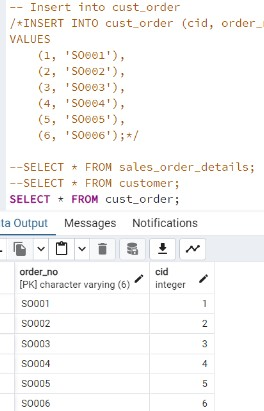 -- Insert into cust_order
/*INSERT INTO cust_order (cid, order_
VALUES
(1, 'SO001'),
(2, 'SO002'),
(3, 'SO003'),
(4, 'SO004'),
(5, 'SO005'),
(6, 'SO006');*/
--SELECT * FROM sales_order_details;
--SELECT * FROM customer;
SELECT * FROM cust_order;
ta Output Messages Notifications
order_no cid
[PK] character varying (6) integer
SO001 1
SO002 2
SO003 3
SO004 4
SO005 5
SO006 6